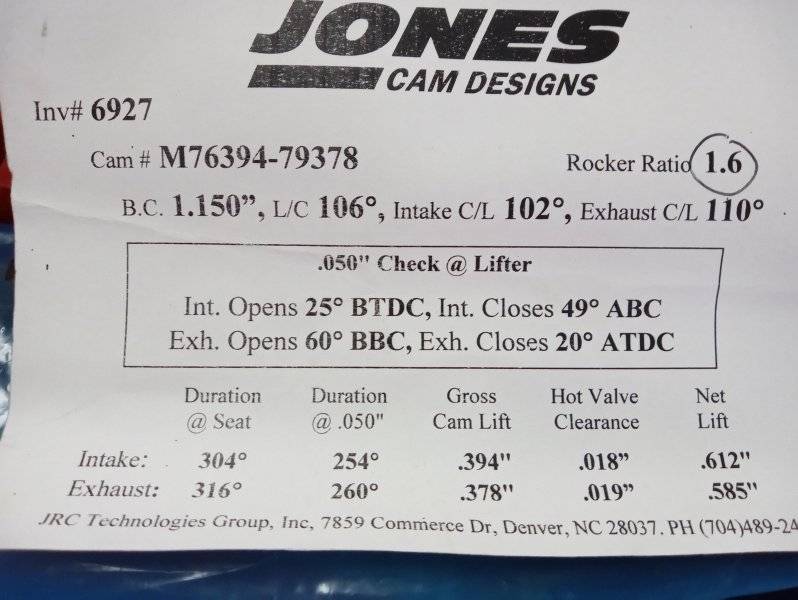 JONES
CAM DESIGNS
Inv# 6927
Cam # M76394-79378 Rocker Ratio 1.6
B.C. 1.150”, L/C 106°, Intake C/L 102°, Exhaust C/L 110°
.050" Check @ Lifter
Int. Opens 25° BTDC, Int. Closes 49° ABC
Exh. Opens 60° BBC, Exh. Closes 20° ATDC
Duration Duration Gross Hot Valve Net
@ Seat @ .050" Cam Lift Clearance Lift
Intake: 304° 254° .394" .018” .612"
Exhaust: 316° 260° .378" .019” .585"
JRC Technologies Group, Inc, 7859 Commerce Dr, Denver, NC 28037. PH (704)489-24